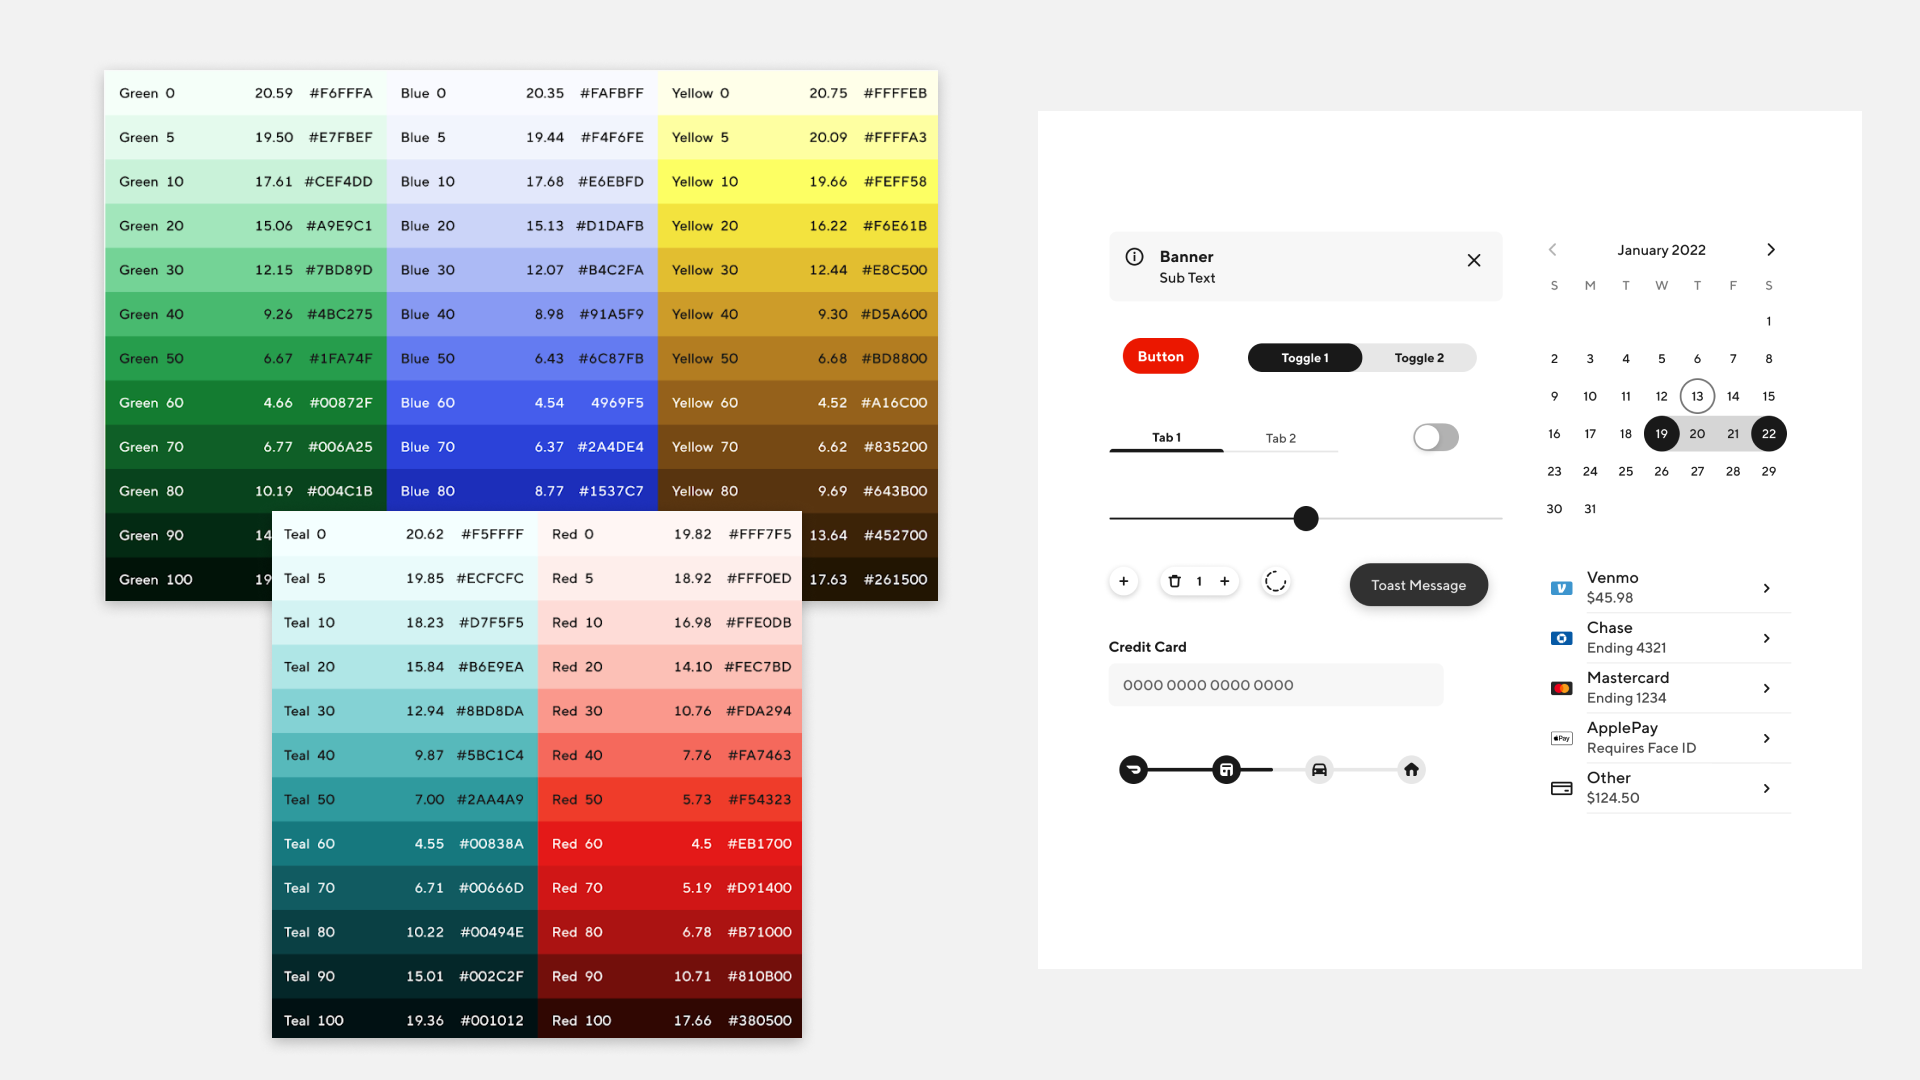 Green 0 20.59 #F6FFFA Blue 0 20.35 #FAFBFF Yellow 0 20.75 #FFFFEB
Green 5 19.50 #E7FBEF Blue 5 19.44 #F4F6FE Yellow 5 20.09 #FFFFA3
Green 10 17.61 #CEF4DD Blue 10 17.68 #E6EBFD Yellow 10 19.66 #FEFF58
Green 20 15.06 #A9E9C1 Blue 20 15.13 #D1DAFB Yellow 20 16.22 #F6E61B
Green 30 12.15 #7BD89D Blue 30 12.07 #B4C2FA Yellow 30 12.44 #E8C500
Green 40 9.26 #4BC275 Blue 40 8.98 #91A5F9 Yellow 40 9.30 #D5A600
Green 50 6.67 #1FA74F Blue 50 6.43 #6C87FB Yellow 50 6.68 #BD8800
Green 60 4.66 #00872F Blue 60 4.54 4969F5 Yellow 60 4.52 #A16C00
Green 70 6.77 #006A25 Blue 70 6.37 #2A4DE4 Yellow 70 6.62 #835200
Green 80 10.19 #004C1B Blue 80 8.77 #1537C7 Yellow 80 9.69 #643B00
Green 90 14 13.64 #452700
Green 100 19 17.63 #261500
Teal 0 20.62 #F5FFFF Red 0 19.82 #FFF7F5
Teal 5 19.85 #ECFCFC Red 5 18.92 #FFF0ED
Teal 10 18.23 #D7F5F5 Red 10 16.98 #FFE0DB
Teal 20 15.84 #B6E9EA Red 20 14.10 #FEC7BD
Teal 30 12.94 #8BD8DA Red 30 10.76 #FDA294
Teal 40 9.87 #5BC1C4 Red 40 7.76 #FA7463
Teal 50 7.00 #2AA4A9 Red 50 5.73 #F54323
Teal 60 4.55 #00838A Red 60 4.5 #EB1700
Teal 70 6.71 #00666D Red 70 5.19 #D91400
Teal 80 10.22 #00494E Red 80 6.78 #B71000
Teal 90 15.01 #002C2F Red 90 10.71 #810B00
Teal 100 19.36 #001012 Red 100 17.66 #380500
Banner
Sub Text
Button
Toggle 1 Toggle 2
Tab 1 Tab 2
+ 1 +
Toast Message
Credit Card
0000 0000 0000 0000
January 2022
S M T W T F S
1
2 3 4 5 6 7 8
9 10 11 12 13 14 15
16 17 18 19 20 21 22
23 24 25 26 27 28 29
30 31
V
Venmo
$45.98
Chase
Ending 4321
Mastercard
Ending 1234
Pay
ApplePay
Requires Face ID
Other
$124.50